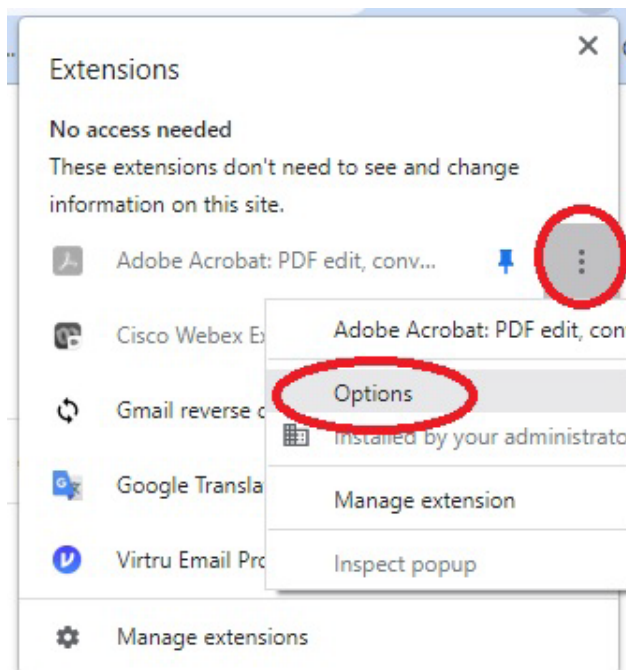 Extensions
No access needed
These extensions don't need to see and change
information on this site.
Adobe Acrobat: PDF edit, conv...
Adobe Acrobat: PDF edit, con
Cisco Webex E
Options
Gmail reverse
Installed by your administrato
Google Transla
Manage extension
Virtru Email Pro
Inspect popup
Manage extensions